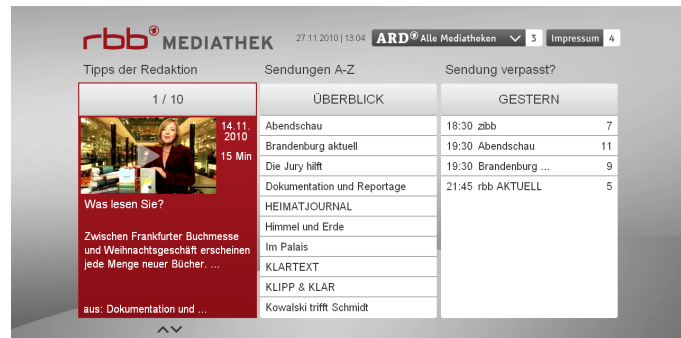 rbb MEDIATHEK
27.11.2010 | 13:04
ARD Alle Mediatheken 3
Impressum 4
Tipps der Redaktion
1 / 10
14.11.
2010
15 Min
Was lesen Sie?
Zwischen Frankfurter Buchmesse
und Weihnachtsgeschäft erscheinen
jede Menge neuer Bücher. ...
aus: Dokumentation und ...
Sendungen A-Z
ÜBERBLICK
Abendschau
Brandenburg aktuell
Die Jury hilft
Dokumentation und Reportage
HEIMATJOURNAL
Himmel und Erde
Im Palais
KLARTEXT
KLIPP & KLAR
Kowalski trifft Schmidt
Sendung verpasst?
GESTERN
18:30 zibb 7
19:30 Abendschau 11
19:30 Brandenburg ... 9
21:45 rbb AKTUELL 5